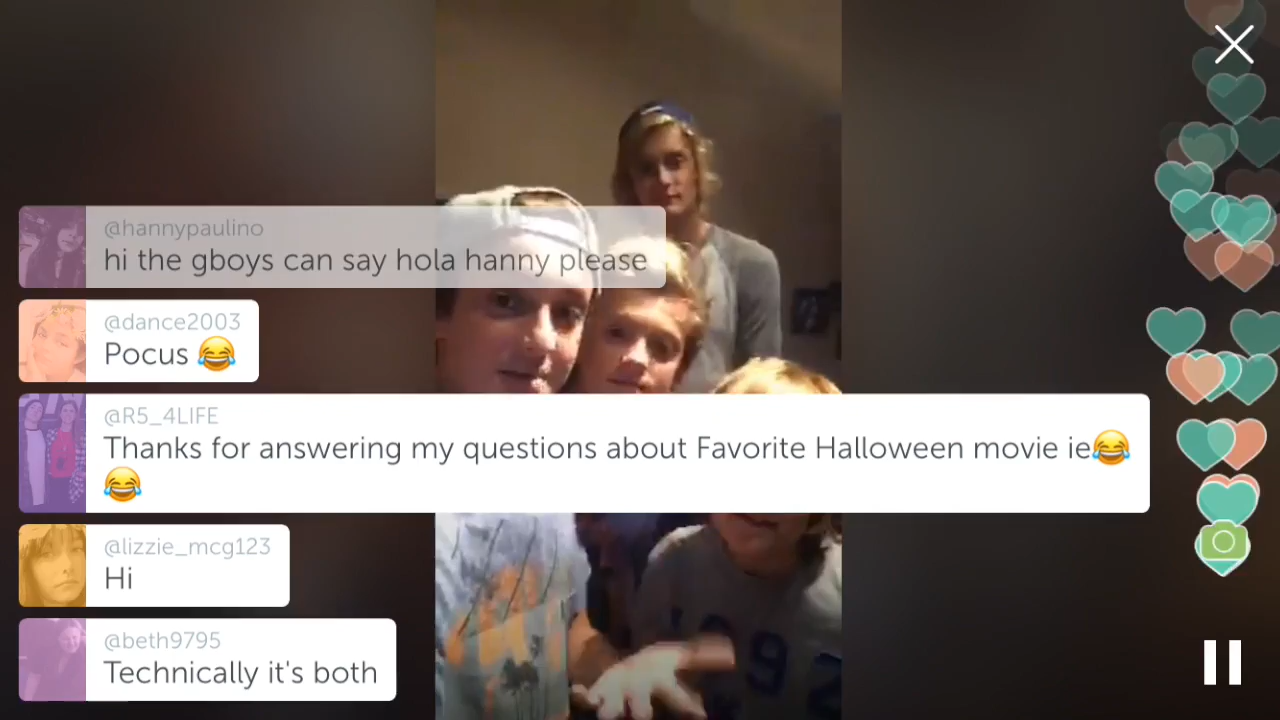 @hannypaulino
hi the gboys can say hola hanny please
@dance2003
Pocus 😂
@R5_4LIFE
Thanks for answering my questions about Favorite Halloween movie ie😂
😂
@lizzie_mcg123
Hi
@beth9795
Technically it's both